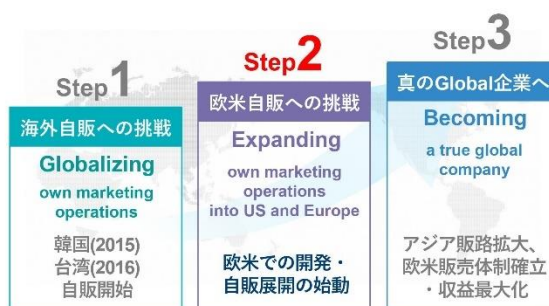 Step1
海外自販への挑戦
Globalizing
own marketing
operations
韓国(2015)
台湾(2016)
自販開始
Step2
欧米自販への挑戦
Expanding
own marketing
operations
into US and Europe
欧米での開発・
自販展開の始動
Step3
真のGlobal企業へ
Becoming
a true global
company
アジア販路拡大、
欧米販売体制確立
・収益最大化